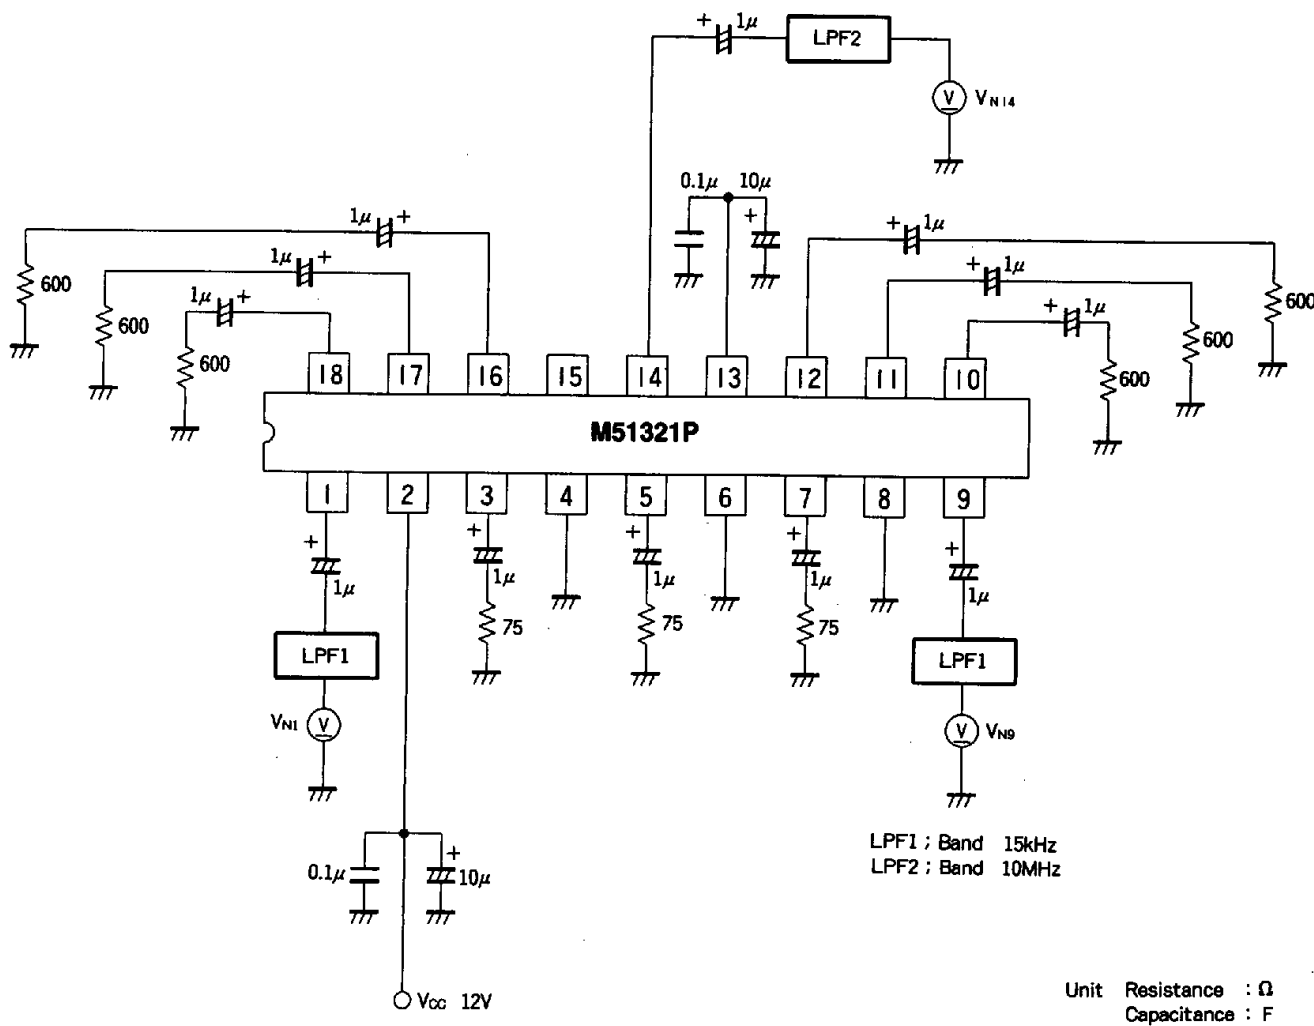 + 1μ
LPF2
V
VN14
0.1μ 10μ
+
1μ +
+ 1μ
1μ +
+ 1μ
1μ +
+ 1μ
600
600
600
600
600
600
18 17 16 15 14 13 12 11 10
M51321P
1 2 3 4 5 6 7 8 9
+
1μ
+
1μ
+
1μ
+
1μ
+
1μ
75
75
75
LPF1
LPF1
VN1
V
V
VN9
LPF1 ; Band 15kHz
LPF2 ; Band 10MHz
+
0.1μ
10μ
Vcc 12V
Unit Resistance : Ω
Capacitance : F